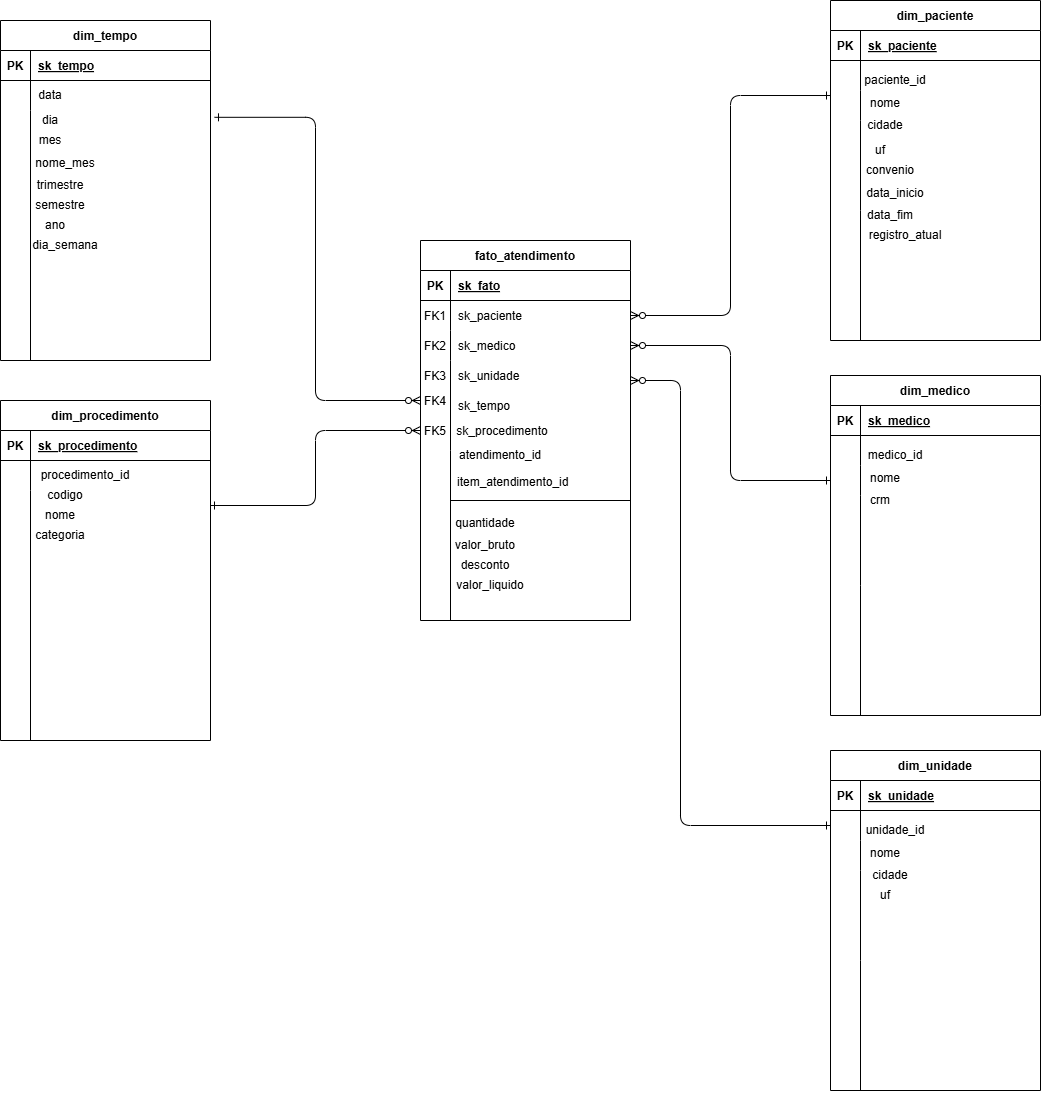 dim_tempo
PK sk_tempo
data
dia
mes
nome_mes
trimestre
semestre
ano
dia_semana
dim_procedimento
PK sk_procedimento
procedimento_id
codigo
nome
categoria
fato_atendimento
PK sk_fato
FK1 sk_paciente
FK2 sk_medico
FK3 sk_unidade
FK4 sk_tempo
FK5 sk_procedimento
atendimento_id
item_atendimento_id
quantidade
valor_bruto
desconto
valor_liquido
dim_paciente
PK sk_paciente
paciente_id
nome
cidade
uf
convenio
data_inicio
data_fim
registro_atual
dim_medico
PK sk_medico
medico_id
nome
crm
dim_unidade
PK sk_unidade
unidade_id
nome
cidade
uf